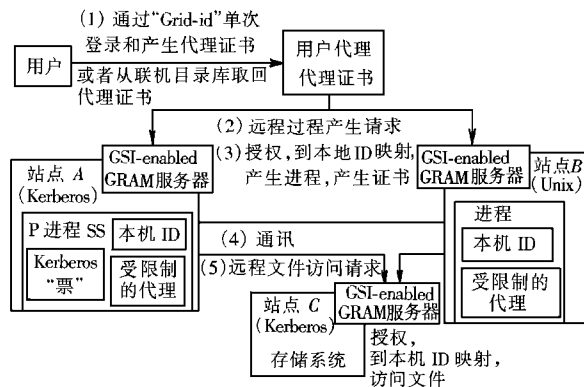 (1) 通过“Grid-id”单次
登录和产生代理证书
用户
或者从联机目录库取回
代理证书
用户代理
代理证书
(2) 远程过程产生请求
(3) 授权,到本地ID映射,
产生进程,产生证书
GSI-enabled
GRAM服务器
站点 A
(Kerberos)
P 进程 SS
本机 ID
Kerberos
“票”
受限制
的代理
GSI-enabled
GRAM服务器
站点B
(Unix)
进程
本机 ID
受限制的
代理
(4) 通讯
(5) 远程文件访问请求
站点 C
(Kerberos)
存储系统
GSI-enabled
GRAM服务器
授权,
到本机 ID 映射,
访问文件